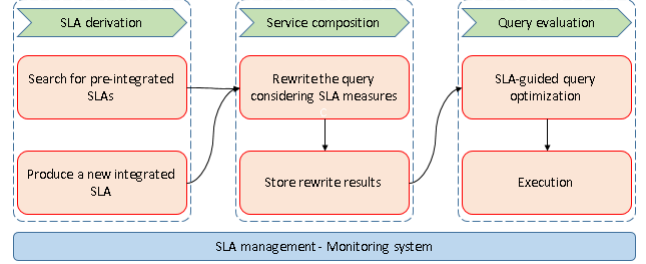 SLA derivation
Search for pre-integrated
SLAs
Produce a new integrated
SLA
Service composition
Rewrite the query
considering SLA measures
Store rewrite results
Query evaluation
SLA-guided query
optimization
Execution
SLA management - Monitoring system